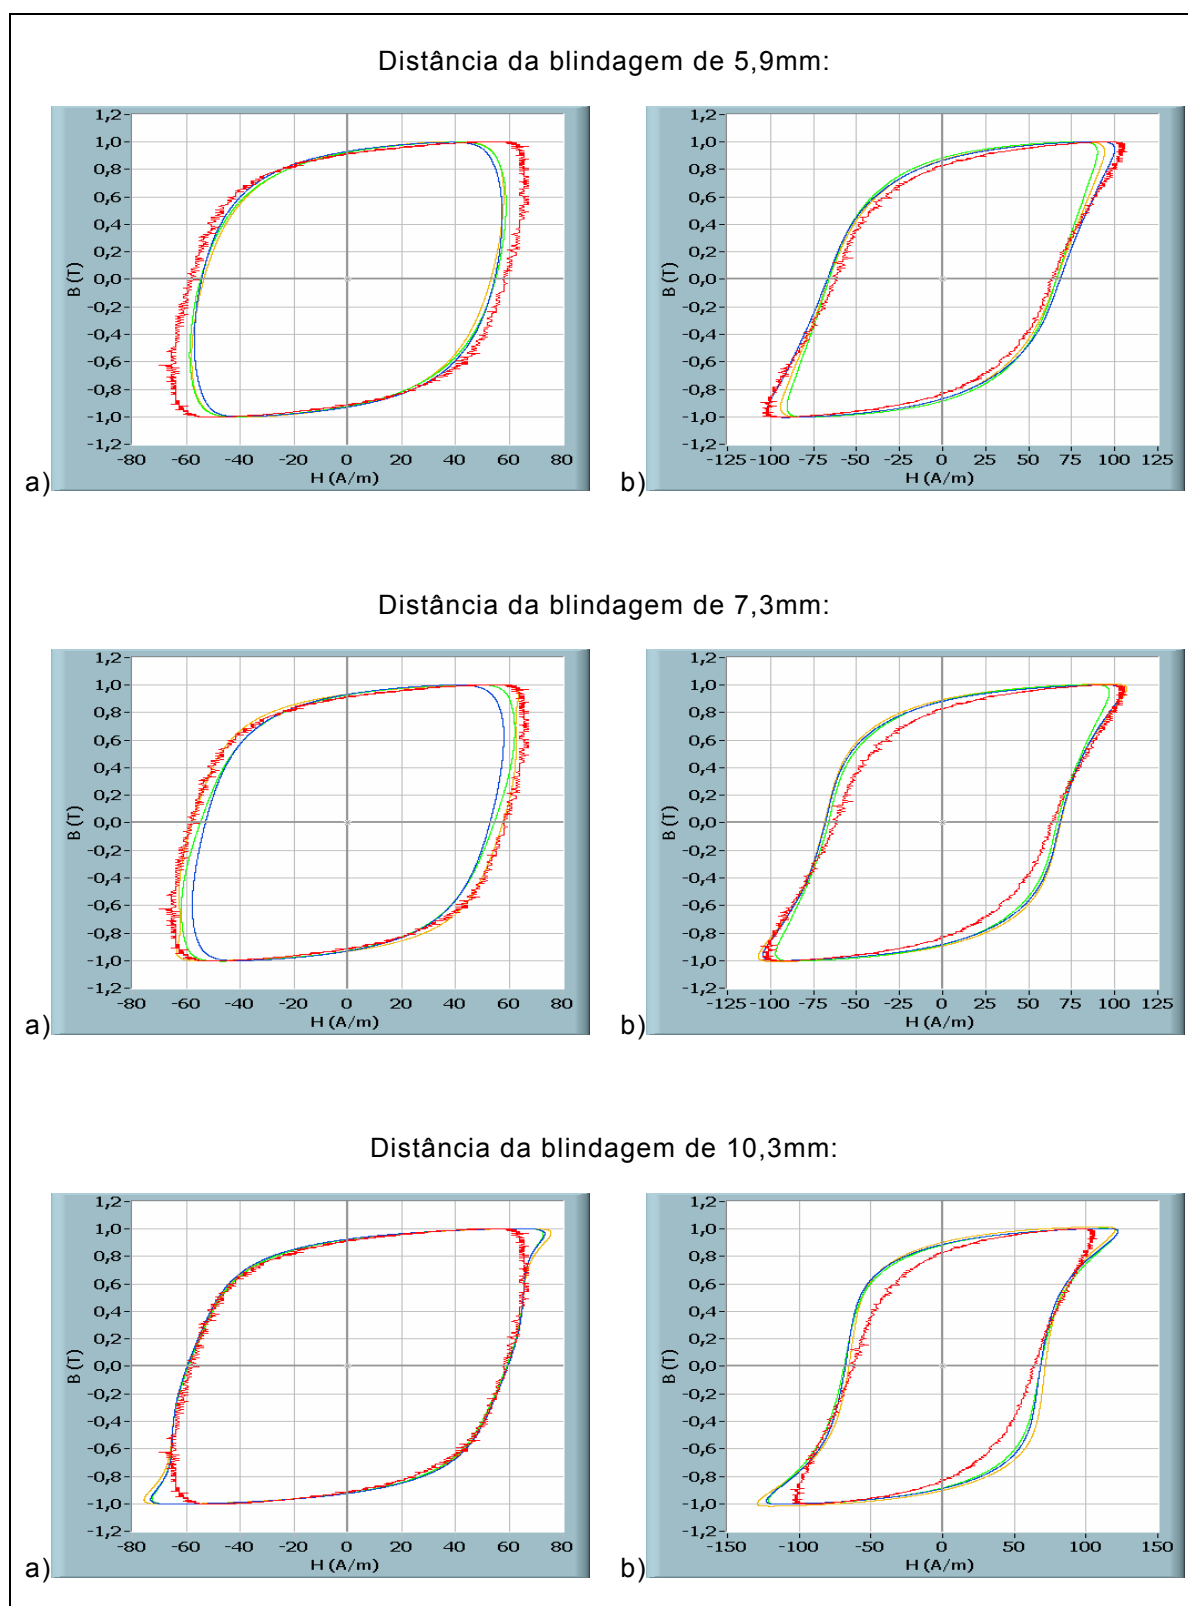 Distância da blindagem de 5,9mm:
1,2
1,0
0,8
0,6
0,4
0,2
0,0
-0,2
-0,4
-0,6
-0,8
-1,0
-1,2
B (T)
-80 -60 -40 -20 0 20 40 60 80
H (A/m)
a)
1,2
1,0
0,8
0,6
0,4
0,2
0,0
-0,2
-0,4
-0,6
-0,8
-1,0
-1,2
B (T)
-125 -100 -75 -50 -25 0 25 50 75 100 125
H (A/m)
b)
Distância da blindagem de 7,3mm:
1,2
1,0
0,8
0,6
0,4
0,2
0,0
-0,2
-0,4
-0,6
-0,8
-1,0
-1,2
B (T)
-80 -60 -40 -20 0 20 40 60 80
H (A/m)
a)
1,2
1,0
0,8
0,6
0,4
0,2
0,0
-0,2
-0,4
-0,6
-0,8
-1,0
-1,2
B (T)
-125 -100 -75 -50 -25 0 25 50 75 100 125
H (A/m)
b)
Distância da blindagem de 10,3mm:
1,2
1,0
0,8
0,6
0,4
0,2
0,0
-0,2
-0,4
-0,6
-0,8
-1,0
-1,2
B (T)
-80 -60 -40 -20 0 20 40 60 80
H (A/m)
a)
1,2
1,0
0,8
0,6
0,4
0,2
0,0
-0,2
-0,4
-0,6
-0,8
-1,0
-1,2
B (T)
-150 -100 -50 0 50 100 150
H (A/m)
b)